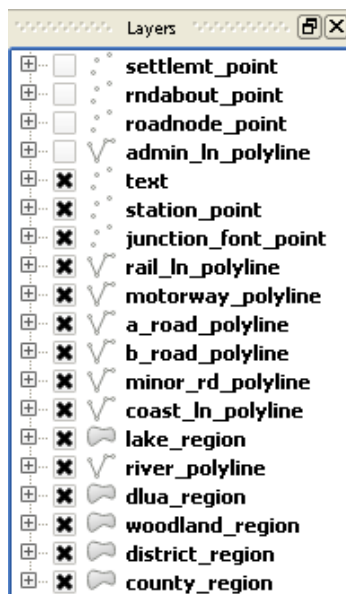 Layers
settlemt_point
rndabout_point
roadnode_point
admin_ln_polyline
text
station_point
junction_font_point
rail_ln_polyline
motorway_polyline
a_road_polyline
b_road_polyline
minor_rd_polyline
coast_ln_polyline
lake_region
river_polyline
dlua_region
woodland_region
district_region
county_region